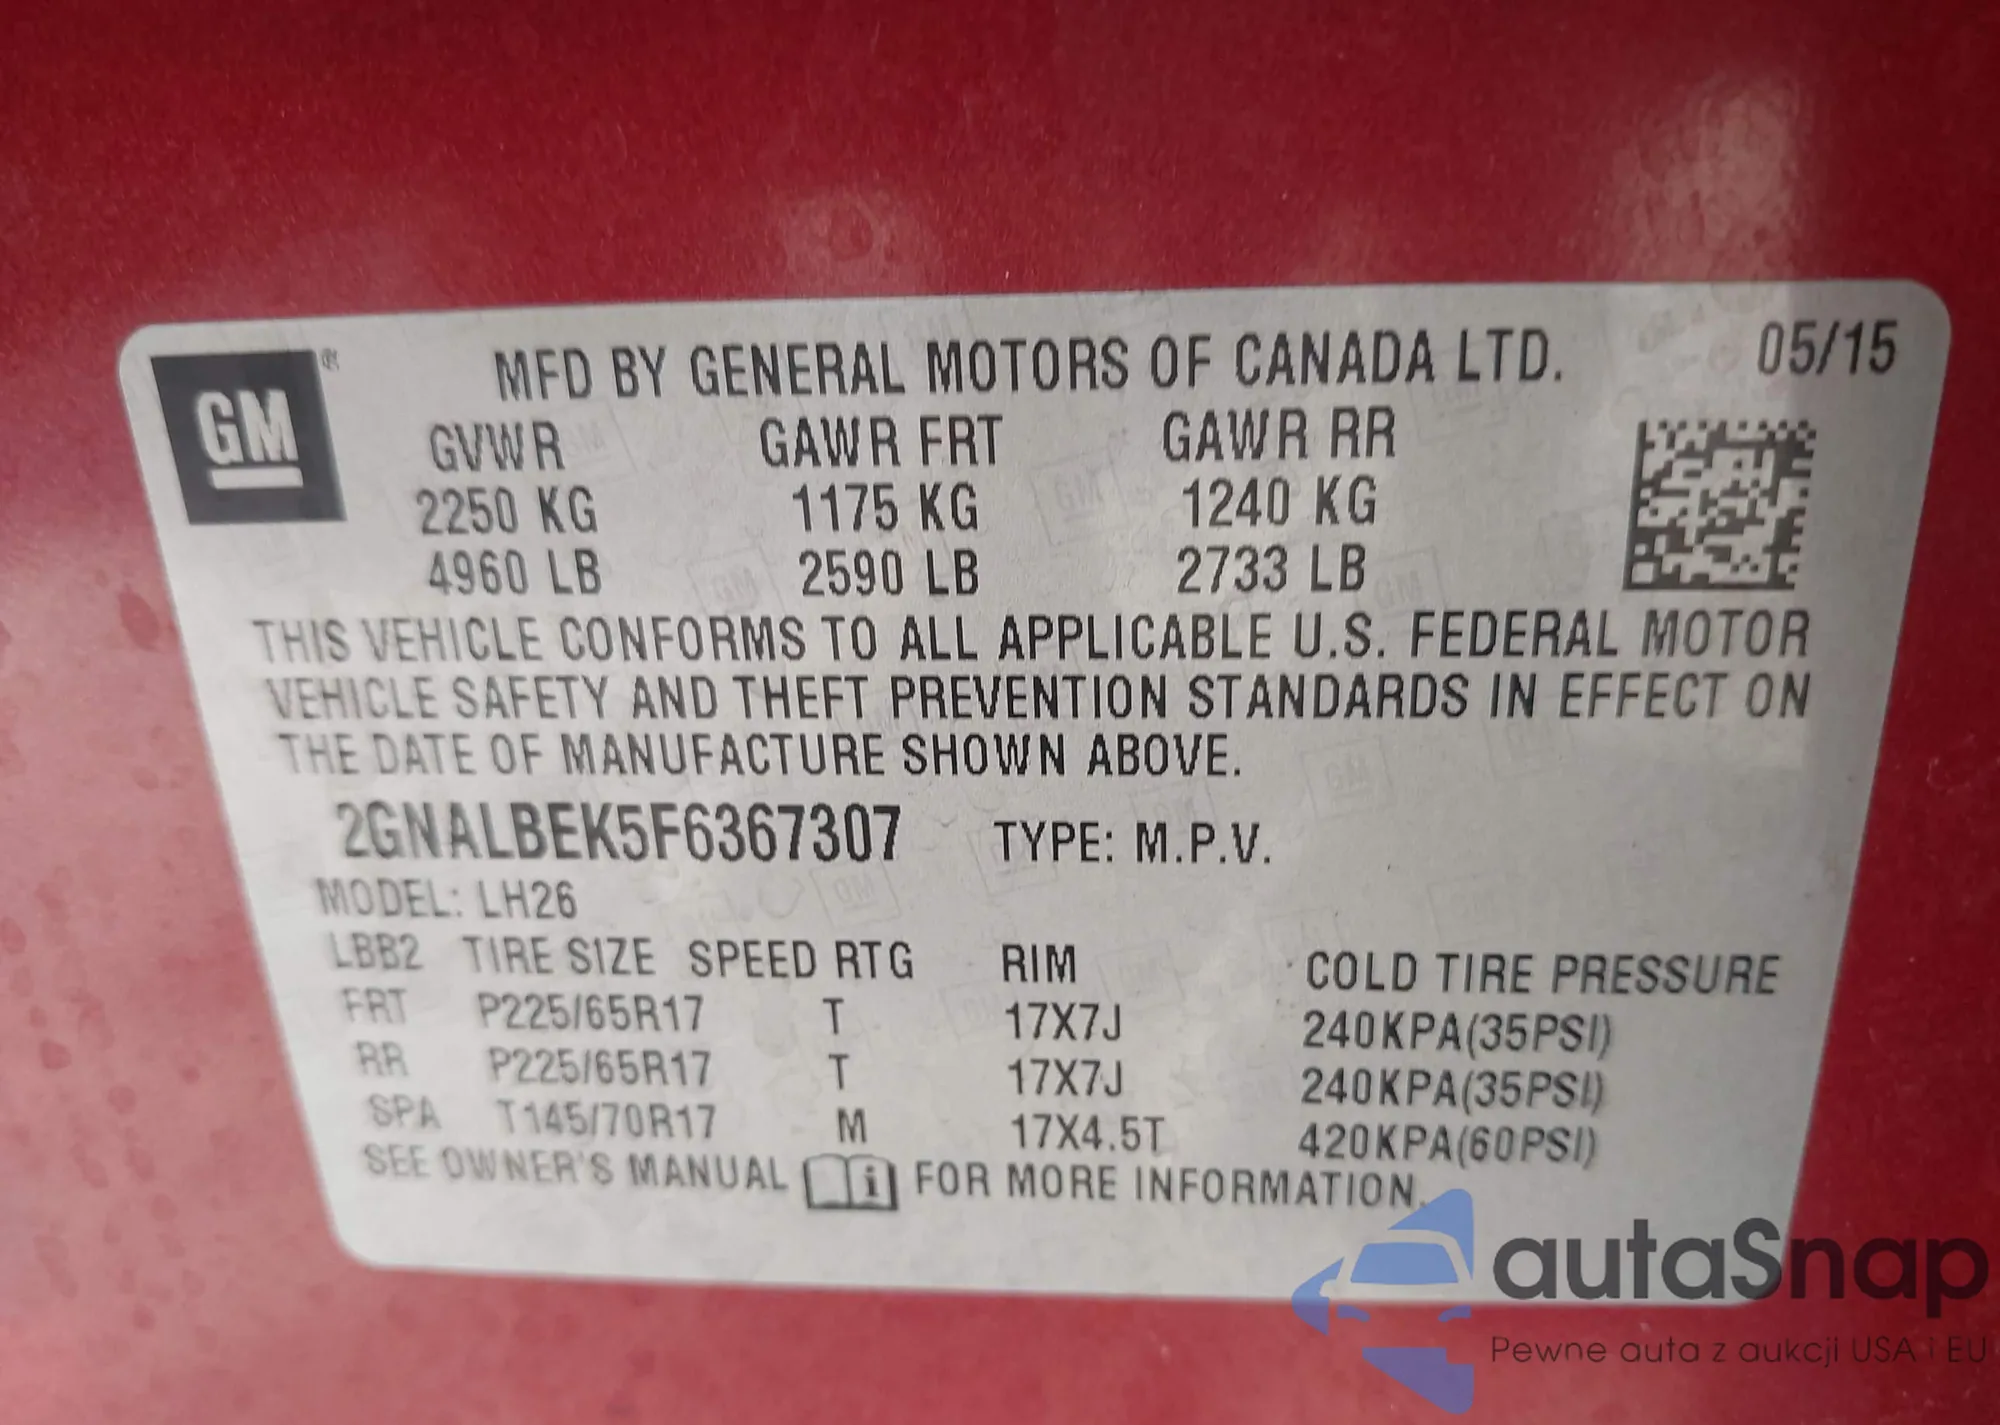 MFD BY GENERAL MOTORS OF CANADA LTD. 05/15
GM ®
GVWR GAWR FRT GAWR RR
2250 KG 1175 KG 1240 KG
4960 LB 2590 LB 2733 LB
THIS VEHICLE CONFORMS TO ALL APPLICABLE U.S. FEDERAL MOTOR
VEHICLE SAFETY AND THEFT PREVENTION STANDARDS IN EFFECT ON
THE DATE OF MANUFACTURE SHOWN ABOVE.
2GNALBEK5F6367307 TYPE: M.P.V.
MODEL: LH26
LBB2 TIRE SIZE SPEED RTG RIM COLD TIRE PRESSURE
FRT P225/65R17 T 17X7J 240KPA(35PSI)
RR P225/65R17 T 17X7J 240KPA(35PSI)
SPA T145/70R17 M 17X4.5T 420KPA(60PSI)
SEE OWNER'S MANUAL i FOR MORE INFORMATION.
autaSnap
Pewne auta z aukcji USA i EU